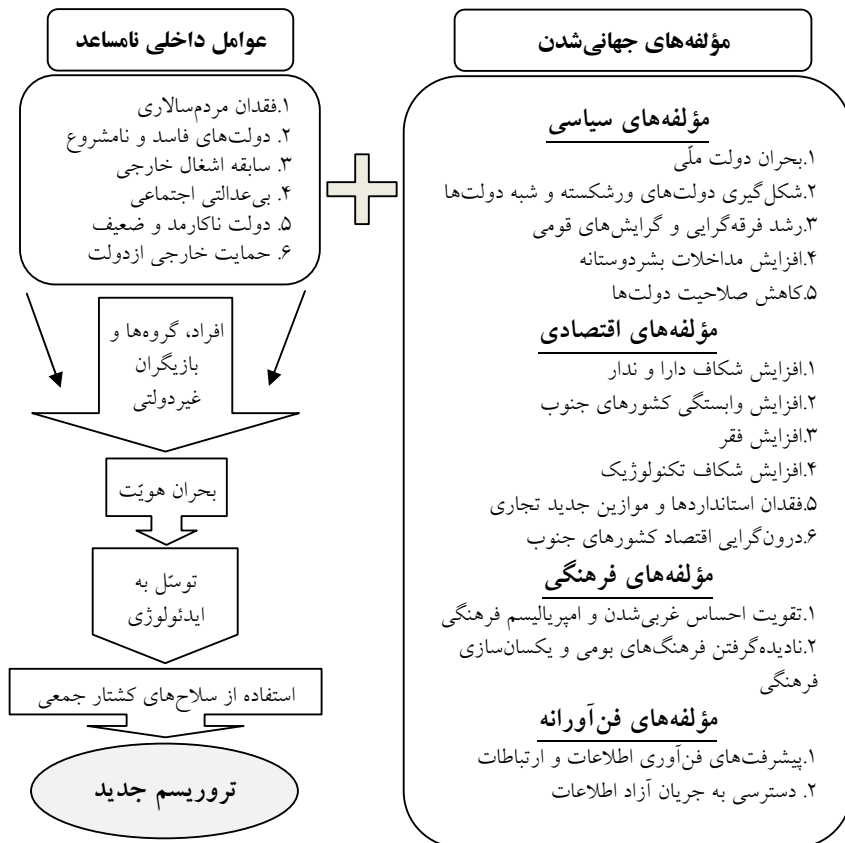 مؤلفه‌های جهانی‌شدن
مؤلفه‌های سیاسی
۱.بحران دولت ملّی
۲.شکل‌گیری دولت‌های ورشکسته و شبه دولت‌ها
۳.رشد فرقه‌گرایی و گرایش‌های قومی
۴.افزایش مداخلات بشردوستانه
۵.کاهش صلاحیت دولت‌ها
مؤلفه‌های اقتصادی
۱.افزایش شکاف دارا و ندار
۲.افزایش وابستگی کشورهای جنوب
۳.افزایش فقر
۴.افزایش شکاف تکنولوژیک
۵.فقدان استانداردها و موازین جدید تجاری
۶.درون‌گرایی اقتصاد کشورهای جنوب
مؤلفه‌های فرهنگی
۱.تقویت احساس غربی‌شدن و امپریالیسم فرهنگی
۲.نادیده‌گرفتن فرهنگ‌های بومی و یکسان‌سازی
فرهنگی
مؤلفه‌های فن‌آورانه
۱.پیشرفت‌های فن‌آوری اطلاعات و ارتباطات
۲. دسترسی به جریان آزاد اطلاعات
عوامل داخلی نامساعد
۱.فقدان مردم‌سالاری
۲. دولت‌های فاسد و نامشروع
۳. سابقه اشغال خارجی
۴. بی‌عدالتی اجتماعی
۵. دولت ناکارمد و ضعیف
۶. حمایت خارجی ازدولت
افراد، گروه‌ها و
بازیگران
غیردولتی
بحران هویّت
توسّل به
ایدئولوژی
استفاده از سلاح‌های کشتار جمعی
تروریسم جدید